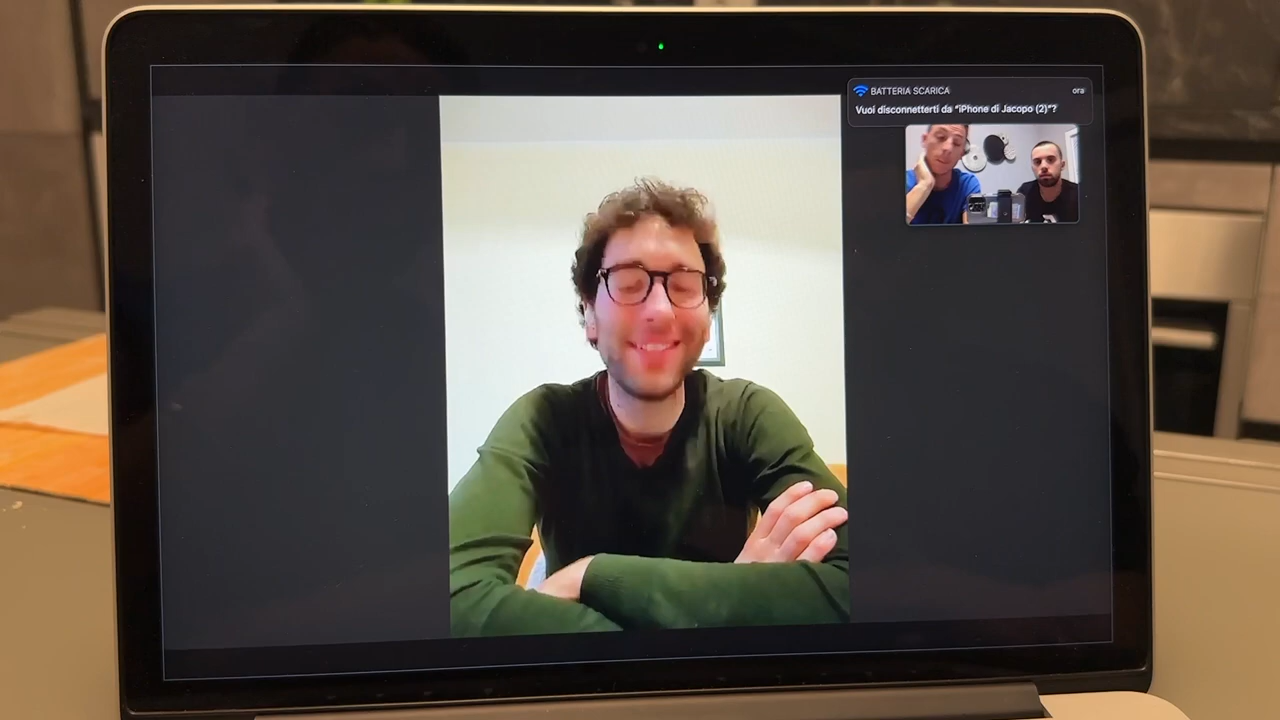 BATTERIA SCARICA
ora
Vuoi disconnetterti da "iPhone di Jacopo (2)"?